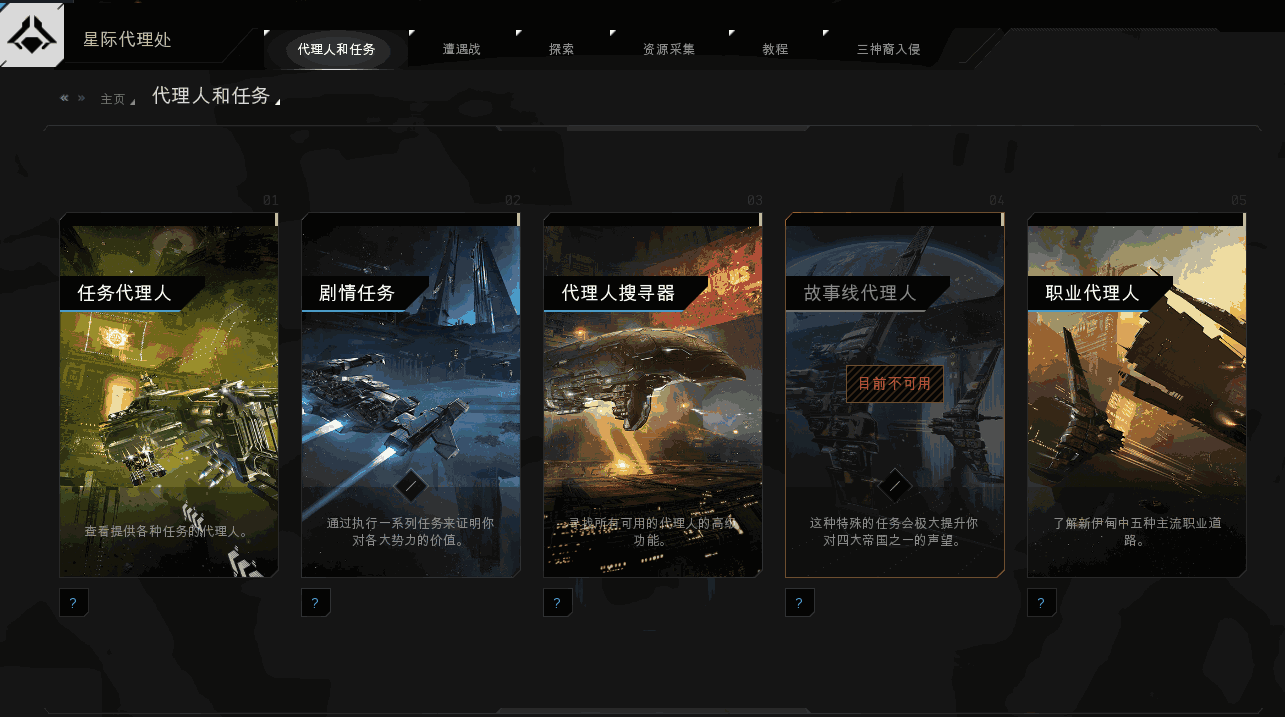 星际代理处
代理人和任务
遭遇战
探索
资源采集
教程
三神裔入侵
« » 主页 代理人和任务
01
02
03
04
05
任务代理人
剧情任务
代理人搜寻器
故事线代理人
职业代理人
目前不可用
查看提供各种任务的代理人。
通过执行一系列任务来证明你
对各大势力的价值。
寻找所有可用的代理人的高级
功能。
这种特殊的任务会极大提升你
对四大帝国之一的声望。
了解新伊甸中五种主流职业道
路。
?
?
?
?
?